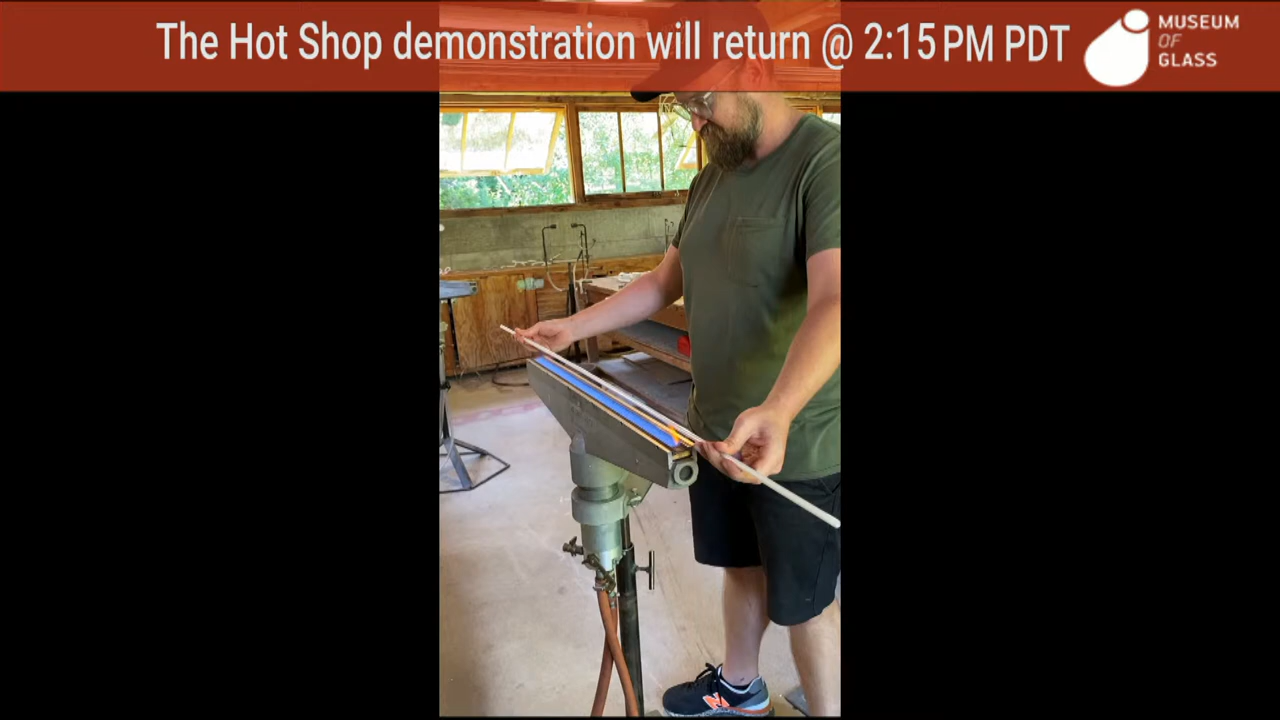 The Hot Shop demonstration will return @ 2:15 PM PDT
MUSEUM
OF
GLASS